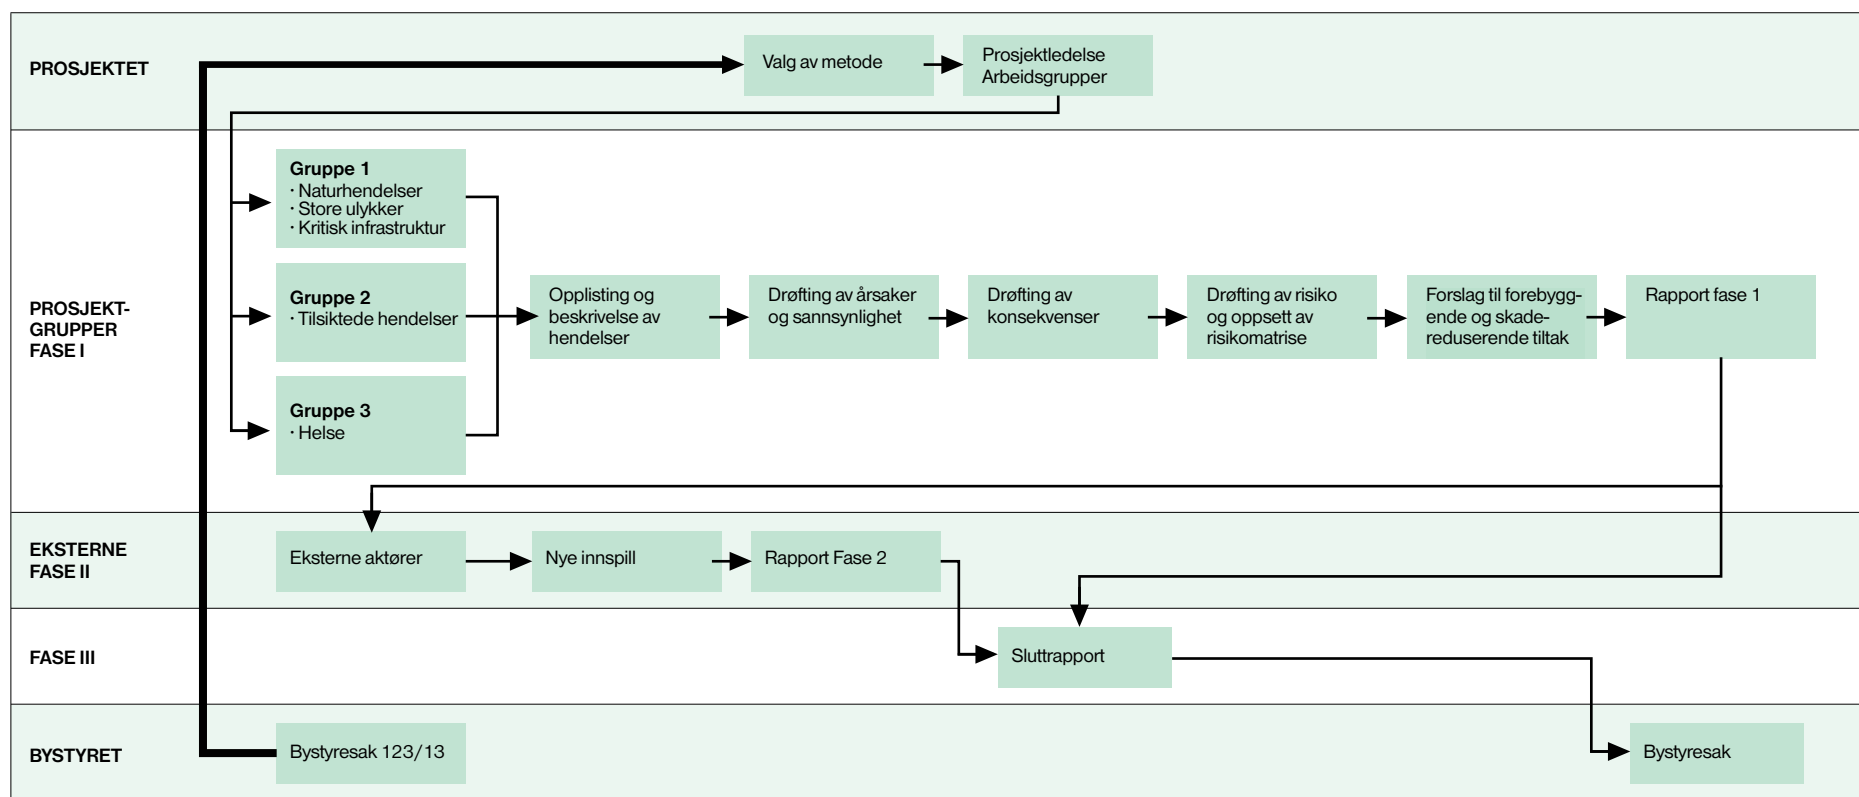 PROSJEKTET
Valg av metode
Prosjektledelse
Arbeidsgrupper
PROSJEKT-
GRUPPER
FASE I
Gruppe 1
· Naturhendelser
· Store ulykker
· Kritisk infrastruktur
Gruppe 2
· Tilsiktede hendelser
Gruppe 3
· Helse
Opplisting og
beskrivelse av
hendelser
Drøfting av årsaker
og sannsynlighet
Drøfting av
konsekvenser
Drøfting av risiko
og oppsett av
risikomatrise
Forslag til forebygg-
ende og skade-
reduserende tiltak
Rapport fase 1
EKSTERNE
FASE II
Eksterne aktører
Nye innspill
Rapport Fase 2
FASE III
Sluttrapport
BYSTYRET
Bystyresak 123/13
Bystyresak